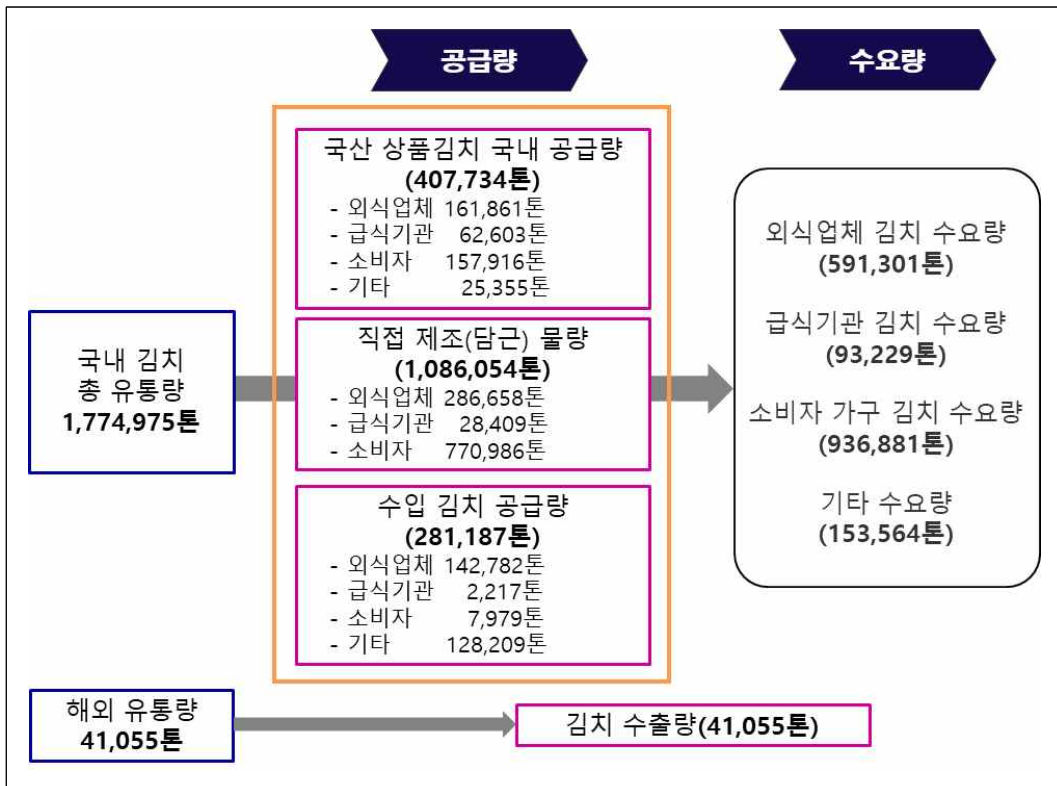 공급량
수요량
국내 김치
총 유통량
1,774,975톤
국산 상품김치 국내 공급량
(407,734톤)
- 외식업체 161,861톤
- 급식기관 62,603톤
- 소비자 157,916톤
- 기타 25,355톤
직접 제조(담근) 물량
(1,086,054톤)
- 외식업체 286,658톤
- 급식기관 28,409톤
- 소비자 770,986톤
수입 김치 공급량
(281,187톤)
- 외식업체 142,782톤
- 급식기관 2,217톤
- 소비자 7,979톤
- 기타 128,209톤
외식업체 김치 수요량
(591,301톤)
급식기관 김치 수요량
(93,229톤)
소비자 가구 김치 수요량
(936,881톤)
기타 수요량
(153,564톤)
해외 유통량
41,055톤
김치 수출량(41,055톤)